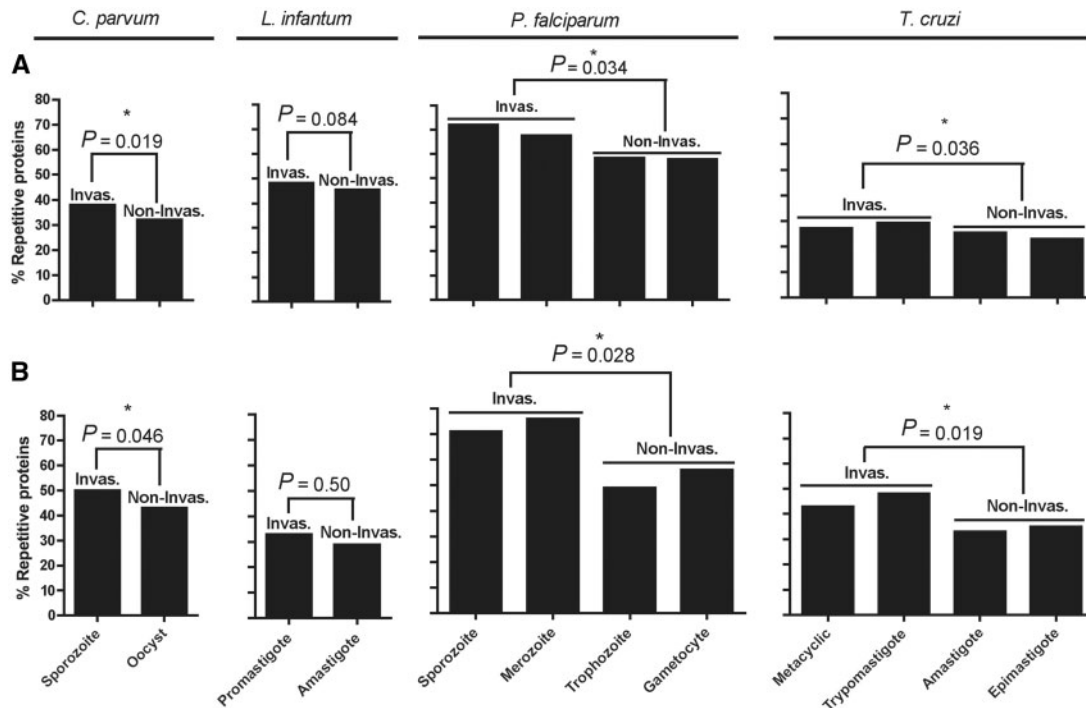 C. parvum
L. infantum
P. falciparum
T. cruzi
A
% Repetitive proteins
80
70
60
50
40
30
20
10
0
*
P = 0.019
Invas.
Non-Invas.
P = 0.084
Invas.
Non-Invas.
*
P = 0.034
Invas.
Non-Invas.
*
P = 0.036
Invas.
Non-Invas.
B
% Repetitive proteins
80
70
60
50
40
30
20
10
0
*
P = 0.046
Invas.
Non-Invas.
P = 0.50
Invas.
Non-Invas.
*
P = 0.028
Invas.
Non-Invas.
*
P = 0.019
Invas.
Non-Invas.
Sporozoite
Oocyst
Promastigote
Amastigote
Sporozoite
Merozoite
Trophozoite
Gametocyte
Metacyclic
Trypomastigote
Amastigote
Epimastigote